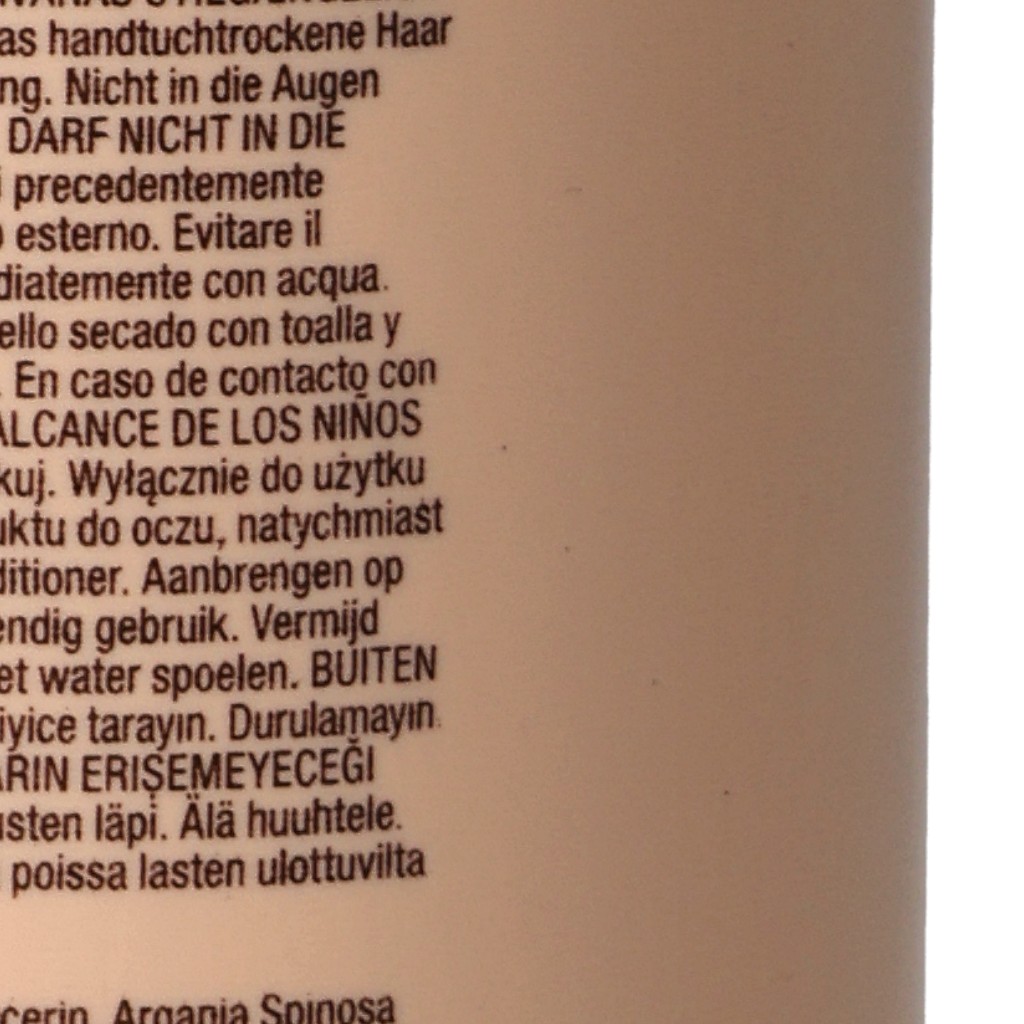 as handtuchtrockene Haar
ng. Nicht in die Augen
DARF NICHT IN DIE
i precedentemente
o esterno. Evitare il
diatemente con acqua.
ello secado con toalla y
. En caso de contacto con
ALCANCE DE LOS NIÑOS
kuj. Wyłącznie do użytku
uktu do oczu, natychmiast
ditioner. Aanbrengen op
endig gebruik. Vermijd
et water spoelen. BUITEN
iyice tarayın. Durulamayın.
ARIN ERIŞEMEYECEĞI
usten läpi. Älä huuhtele.
poissa lasten ulottuvilta
cerin, Argania Spinosa